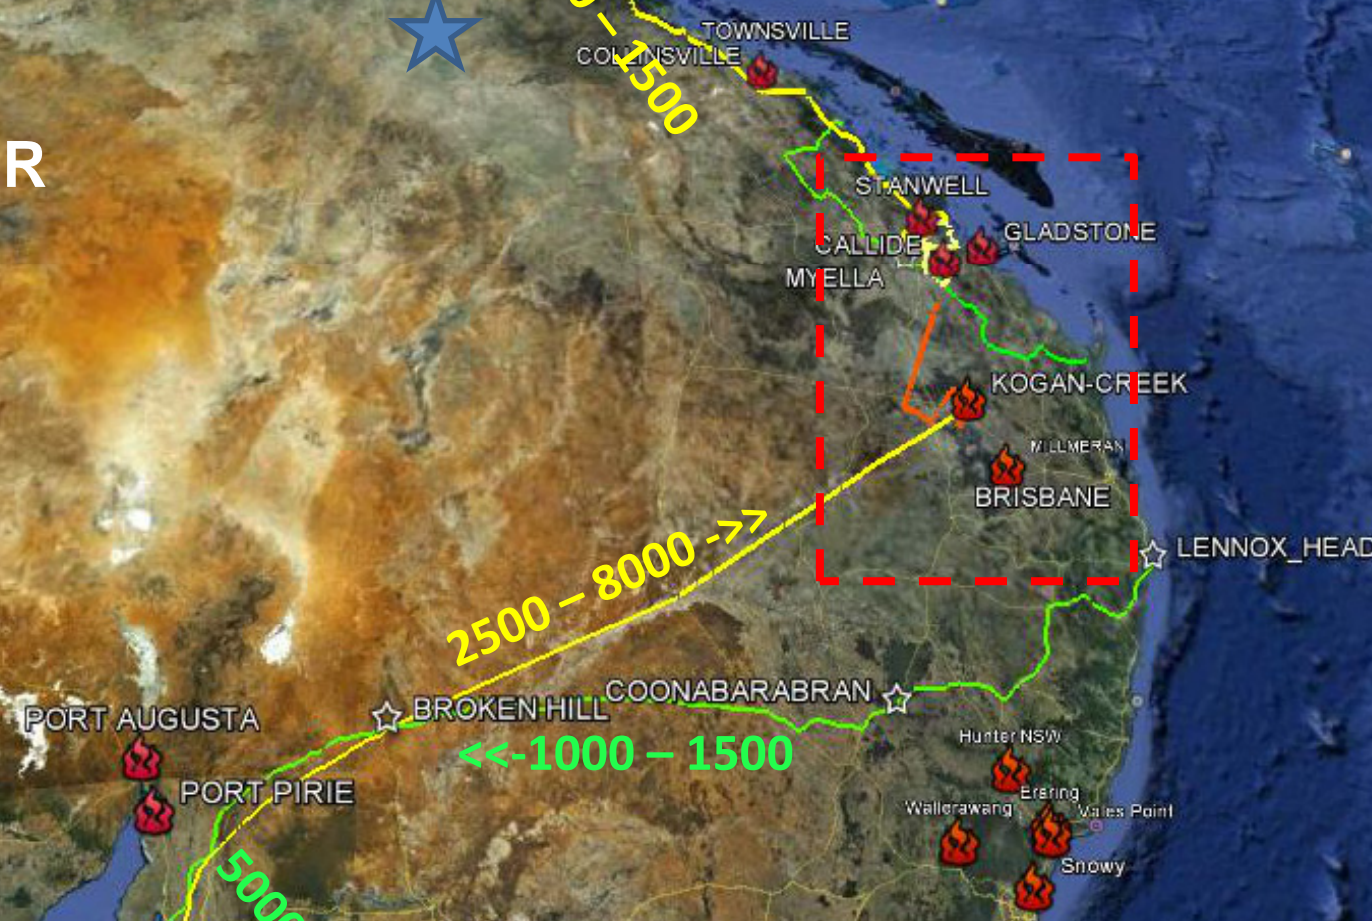 TOWNSVILLE
COLLINSVILLE
– 1500
R
STANWELL
GLADSTONE
CALLIDE
MYELLA
KOGAN-CREEK
MILLMERAN
BRISBANE
LENNOX_HEAD
2500 – 8000 ->>
COONABARABRAN
BROKEN HILL
PORT AUGUSTA
<<-1000 – 1500
Hunter NSW
PORT PIRIE
Eraring
Wallerawang
Vales Point
Snowy
5000